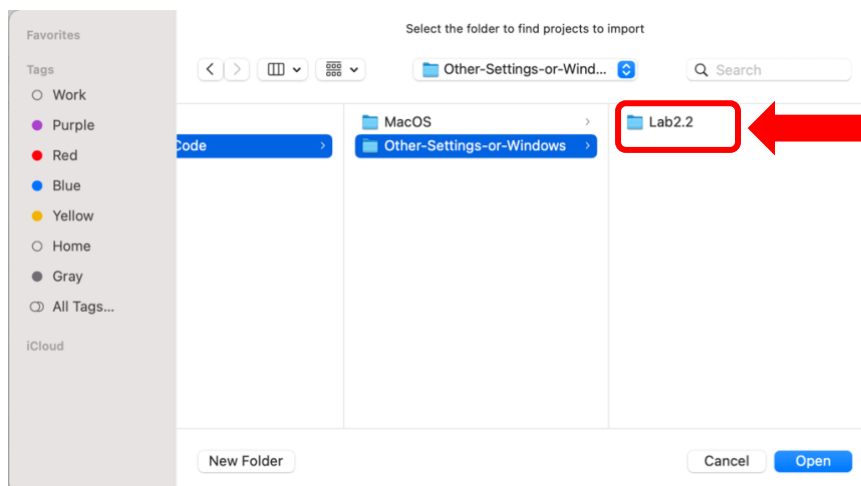 Select the folder to find projects to import
Favorites
Tags
Work
Purple
Red
Blue
Yellow
Home
Gray
All Tags...
iCloud
Other-Settings-or-Wind...
Search
Code
MacOS
Other-Settings-or-Windows
Lab2.2
New Folder
Cancel
Open